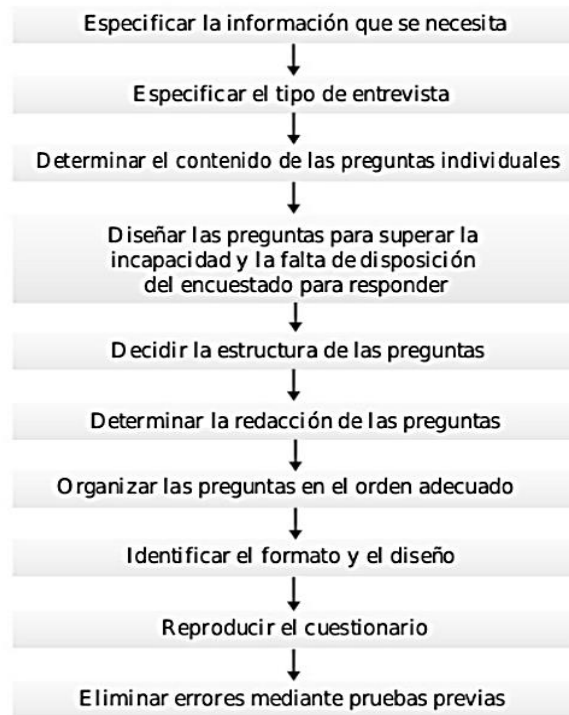 Especificar la información que se necesita
Especificar el tipo de entrevista
Determinar el contenido de las preguntas individuales
Diseñar las preguntas para superar la
incapacidad y la falta de disposición
del encuestado para responder
Decidir la estructura de las preguntas
Determinar la redacción de las preguntas
Organizar las preguntas en el orden adecuado
Identificar el formato y el diseño
Reproducir el cuestionario
Eliminar errores mediante pruebas previas